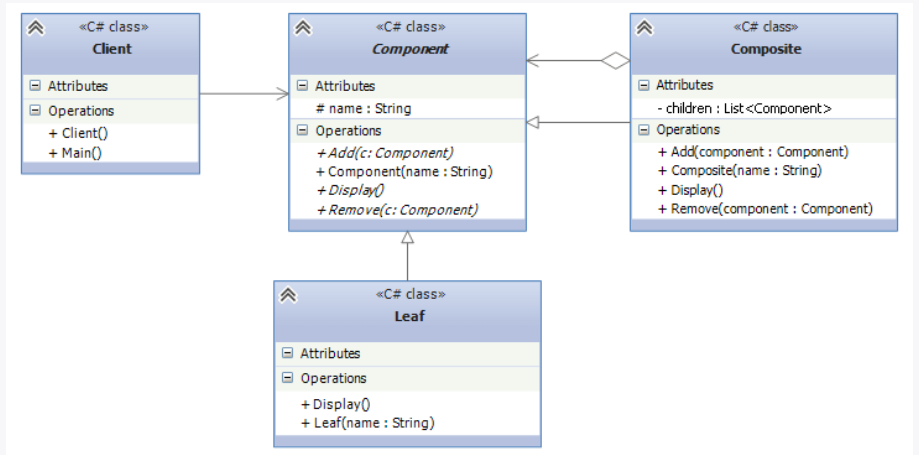 «C# class»
Client
Attributes
Operations
+ Client()
+ Main()
«C# class»
Component
Attributes
# name : String
Operations
+ Add(c: Component)
+ Component(name : String)
+ Display()
+ Remove(c: Component)
«C# class»
Composite
Attributes
- children : List<Component>
Operations
+ Add(component : Component)
+ Composite(name : String)
+ Display()
+ Remove(component : Component)
«C# class»
Leaf
Attributes
Operations
+ Display()
+ Leaf(name : String)